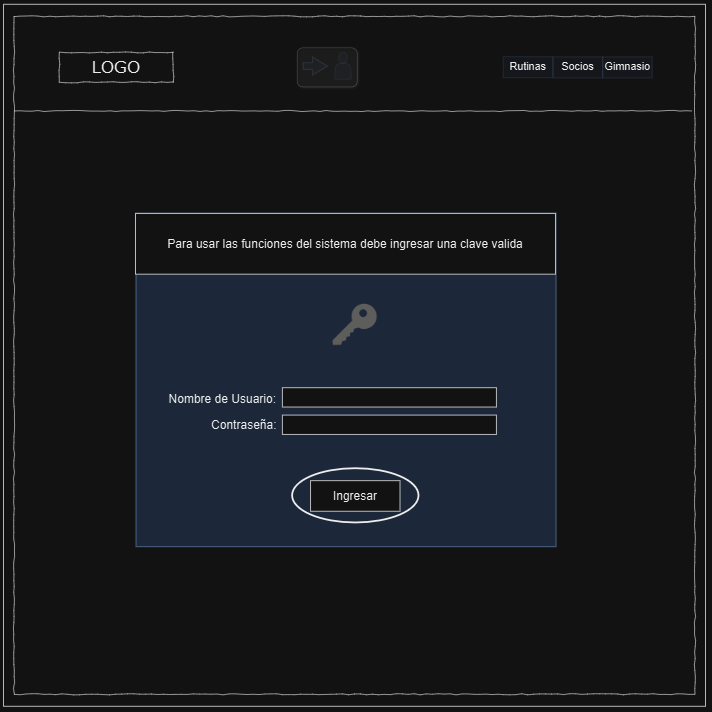 LOGO
Rutinas
Socios
Gimnasio
Para usar las funciones del sistema debe ingresar una clave valida
Nombre de Usuario:
Contraseña:
Ingresar